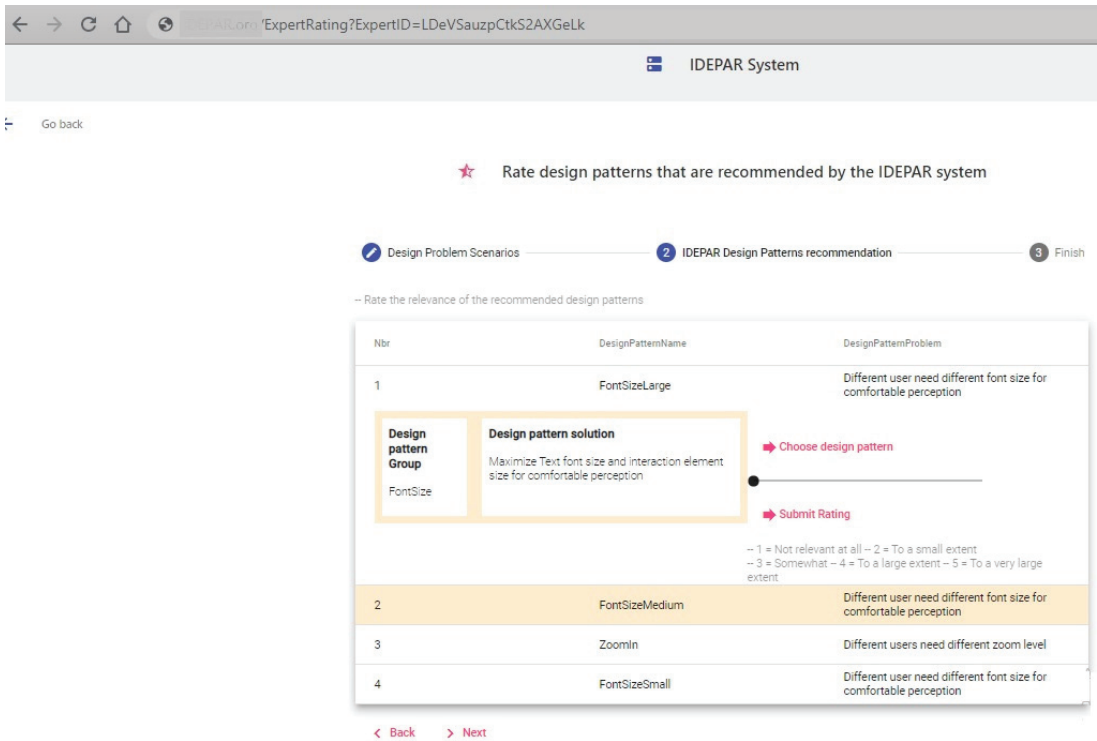 /ExpertRating?ExpertID=LDeVSauzpCtkS2AXGeLk
IDEPAR System
Go back
Rate design patterns that are recommended by the IDEPAR system
Design Problem Scenarios
2 IDEPAR Design Patterns recommendation
3 Finish
-- Rate the relevance of the recommended design patterns
Nbr DesignPatternName DesignPatternProblem
1 FontSizeLarge Different user need different font size for
comfortable perception
Design
pattern
Group
FontSize
Design pattern solution
Maximize Text font size and interaction element
size for comfortable perception
Choose design pattern
Submit Rating
-- 1 = Not relevant at all -- 2 = To a small extent
-- 3 = Somewhat -- 4 = To a large extent -- 5 = To a very large
extent
2 FontSizeMedium Different user need different font size for
comfortable perception
3 ZoomIn Different users need different zoom level
4 FontSizeSmall Different user need different font size for
comfortable perception
Back Next